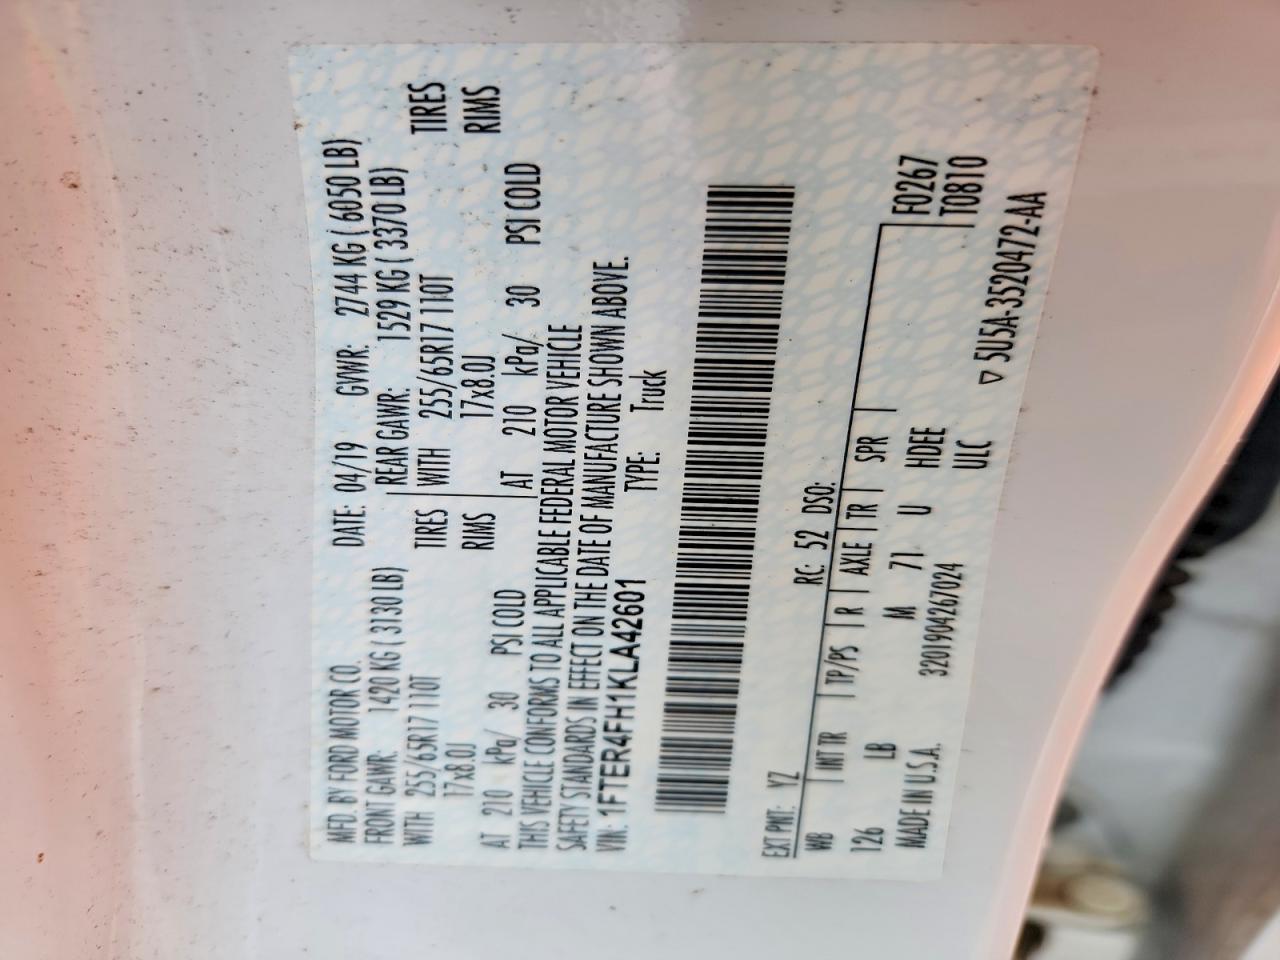 MFD. BY FORD MOTOR CO. DATE: 04/19 GVWR: 2744 KG ( 6050 LB)
FRONT GAWR: 1420 KG ( 3130 LB) REAR GAWR: 1529 KG ( 3370 LB)
WITH 255/65R17 110T TIRES WITH 255/65R17 110T TIRES
17x8.0J RIMS 17x8.0J RIMS
AT 210 kPa/ 30 PSI COLD AT 210 kPa/ 30 PSI COLD
THIS VEHICLE CONFORMS TO ALL APPLICABLE FEDERAL MOTOR VEHICLE
SAFETY STANDARDS IN EFFECT ON THE DATE OF MANUFACTURE SHOWN ABOVE.
VIN: 1FTER4FH1KLA42601 TYPE: Truck
EXT PNT: YZ RC: 52 DSO:
WB INT TR TP/PS R AXLE TR SPR F0267
126 LB M 71 U HDEE T0810
MADE IN U.S.A. 3201904267024 ULC ▽ 5U5A-3520472-AA